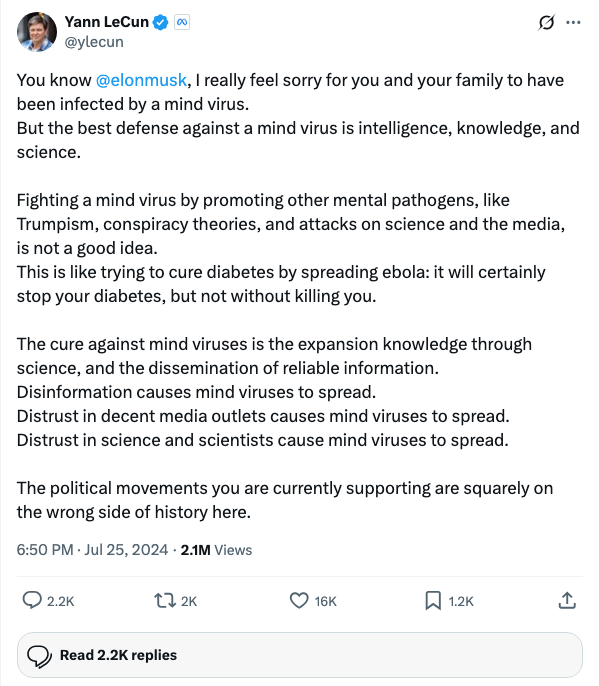 Yann LeCun
@ylecun
You know @elonmusk, I really feel sorry for you and your family to have
been infected by a mind virus.
But the best defense against a mind virus is intelligence, knowledge, and
science.
Fighting a mind virus by promoting other mental pathogens, like
Trumpism, conspiracy theories, and attacks on science and the media,
is not a good idea.
This is like trying to cure diabetes by spreading ebola: it will certainly
stop your diabetes, but not without killing you.
The cure against mind viruses is the expansion knowledge through
science, and the dissemination of reliable information.
Disinformation causes mind viruses to spread.
Distrust in decent media outlets causes mind viruses to spread.
Distrust in science and scientists cause mind viruses to spread.
The political movements you are currently supporting are squarely on
the wrong side of history here.
6:50 PM · Jul 25, 2024 · 2.1M Views
2.2K 2K 16K 1.2K
Read 2.2K replies